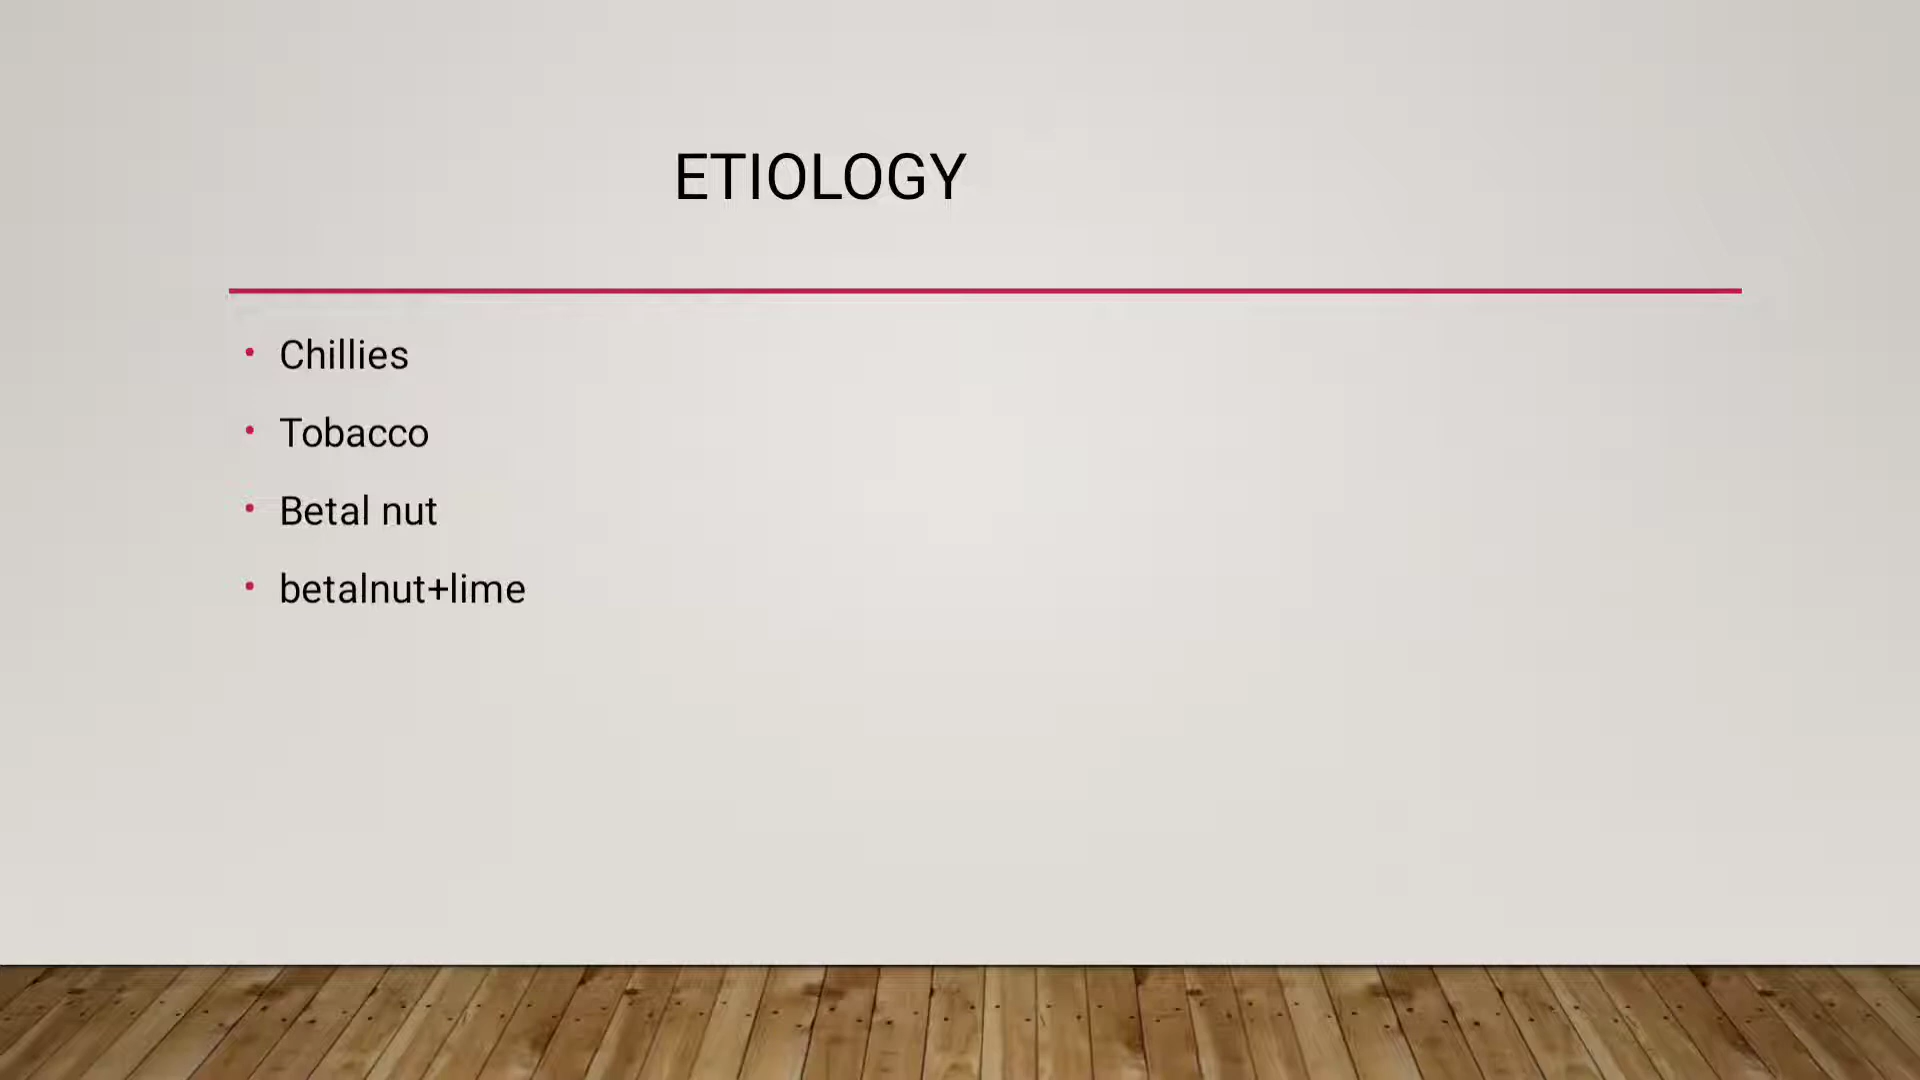 ETIOLOGY
• Chillies
• Tobacco
• Betal nut
• betalnut+lime